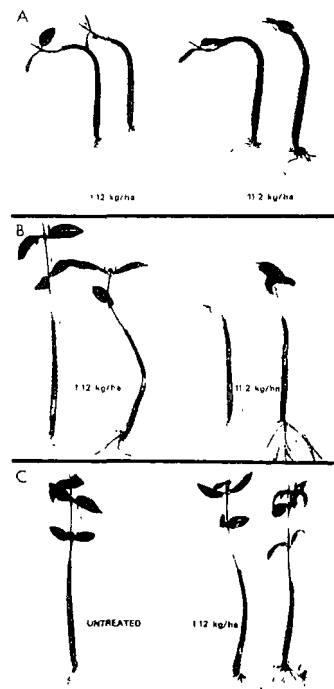 A
1.12 kg/ha 11.2 kg/ha
B
1.12 kg/ha 11.2 kg/ha
C
UNTREATED 1.12 kg/ha